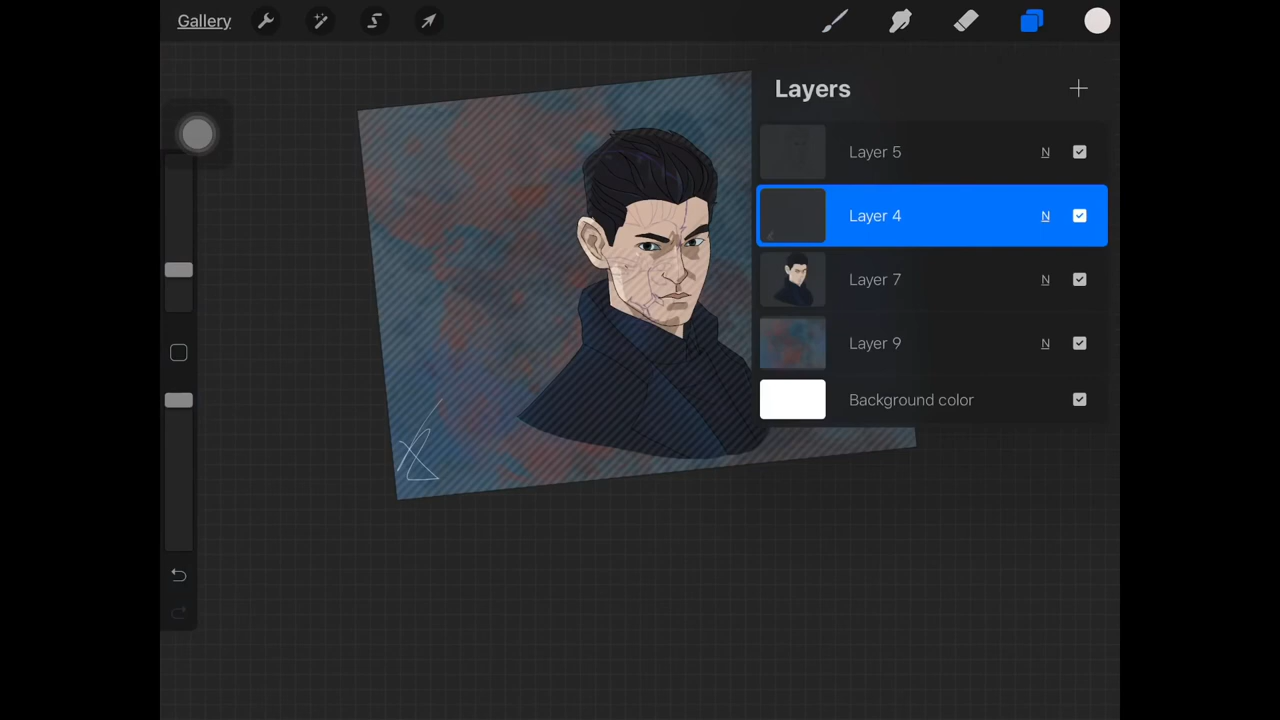 Gallery
Layers
Layer 5
N
Layer 4
N
Layer 7
N
Layer 9
N
Background color